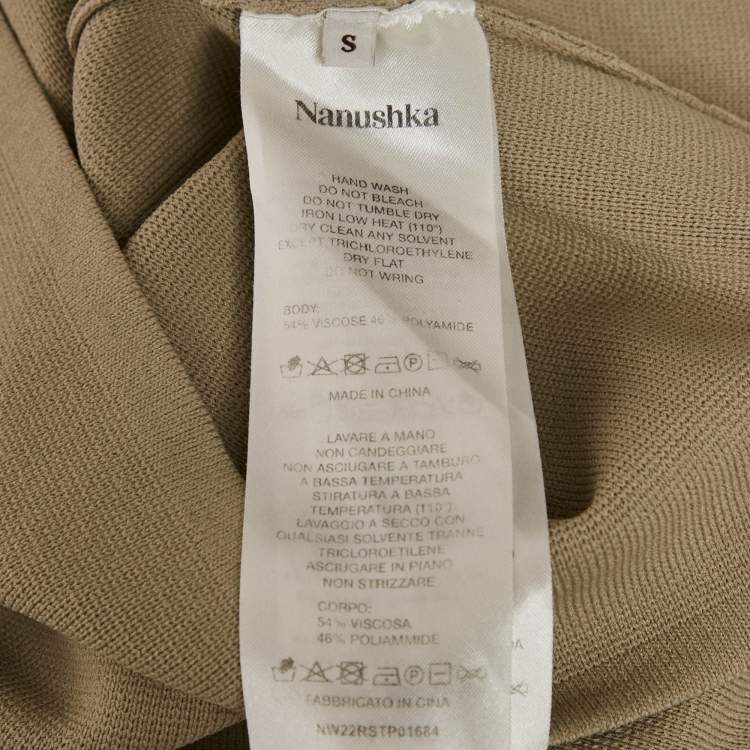 S
Nanushka
HAND WASH
DO NOT BLEACH
DO NOT TUMBLE DRY
IRON LOW HEAT (110°)
DRY CLEAN ANY SOLVENT
EXCEPT TRICHLOROETHYLENE
DRY FLAT
DO NOT WRING
BODY:
54% VISCOSE 46% POLYAMIDE
P
MADE IN CHINA
LAVARE A MANO
NON CANDEGGIARE
NON ASCIUGARE A TAMBURO
A BASSA TEMPERATURA
STIRATURA A BASSA
TEMPERATURA (110°)
LAVAGGIO A SECCO CON
QUALSIASI SOLVENTE TRANNE
TRICLOROETILENE
ASCIUGARE IN PIANO
NON STRIZZARE
CORPO:
54% VISCOSA
46% POLIAMMIDE
P
FABBRICATO IN CINA
NW22RSTP01684